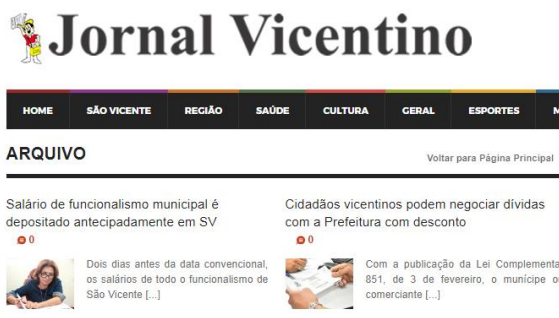 Jornal Vicentino
HOME SÃO VICENTE REGIÃO SAÚDE CULTURA GERAL ESPORTES M
ARQUIVO
Voltar para Página Principal
Salário de funcionalismo municipal é
depositado antecipadamente em SV
0
Dois dias antes da data convencional,
os salários de todo o funcionalismo de
São Vicente [...]
Cidadãos vicentinos podem negociar dívidas
com a Prefeitura com desconto
0
Com a publicação da Lei Complementa
851, de 3 de fevereiro, o munícipe ou
comerciante [...]